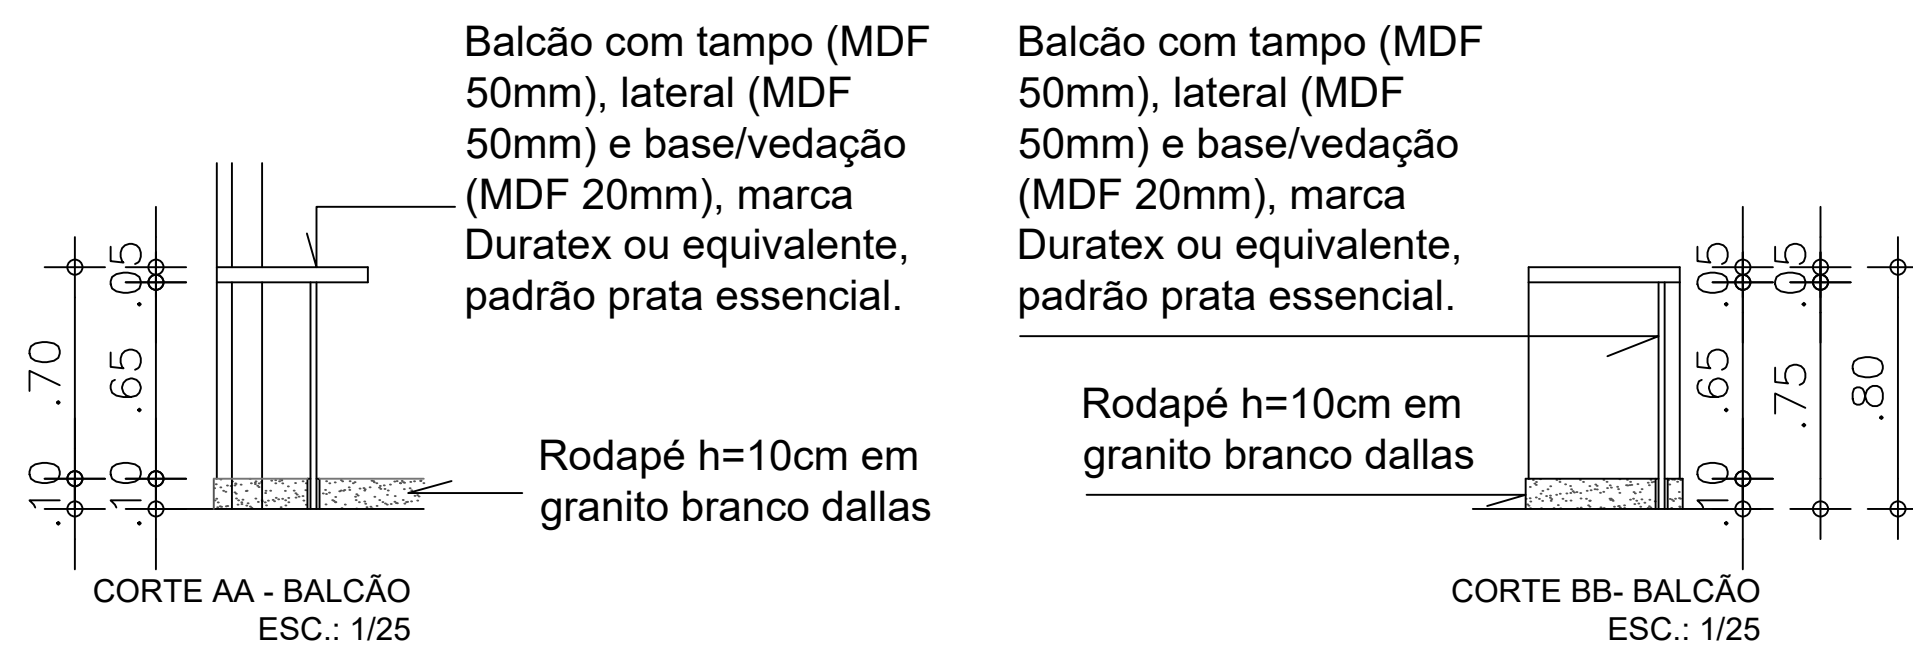 Balcão com tampo (MDF
50mm), lateral (MDF
50mm) e base/vedação
(MDF 20mm), marca
Duratex ou equivalente,
padrão prata essencial.
.70
.10
.05
.65
.10
Rodapé h=10cm em
granito branco dallas
CORTE AA - BALCÃO
ESC.: 1/25
Balcão com tampo (MDF
50mm), lateral (MDF
50mm) e base/vedação
(MDF 20mm), marca
Duratex ou equivalente,
padrão prata essencial.
Rodapé h=10cm em
granito branco dallas
.05
.65
.10
.05
.75
.80
CORTE BB- BALCÃO
ESC.: 1/25